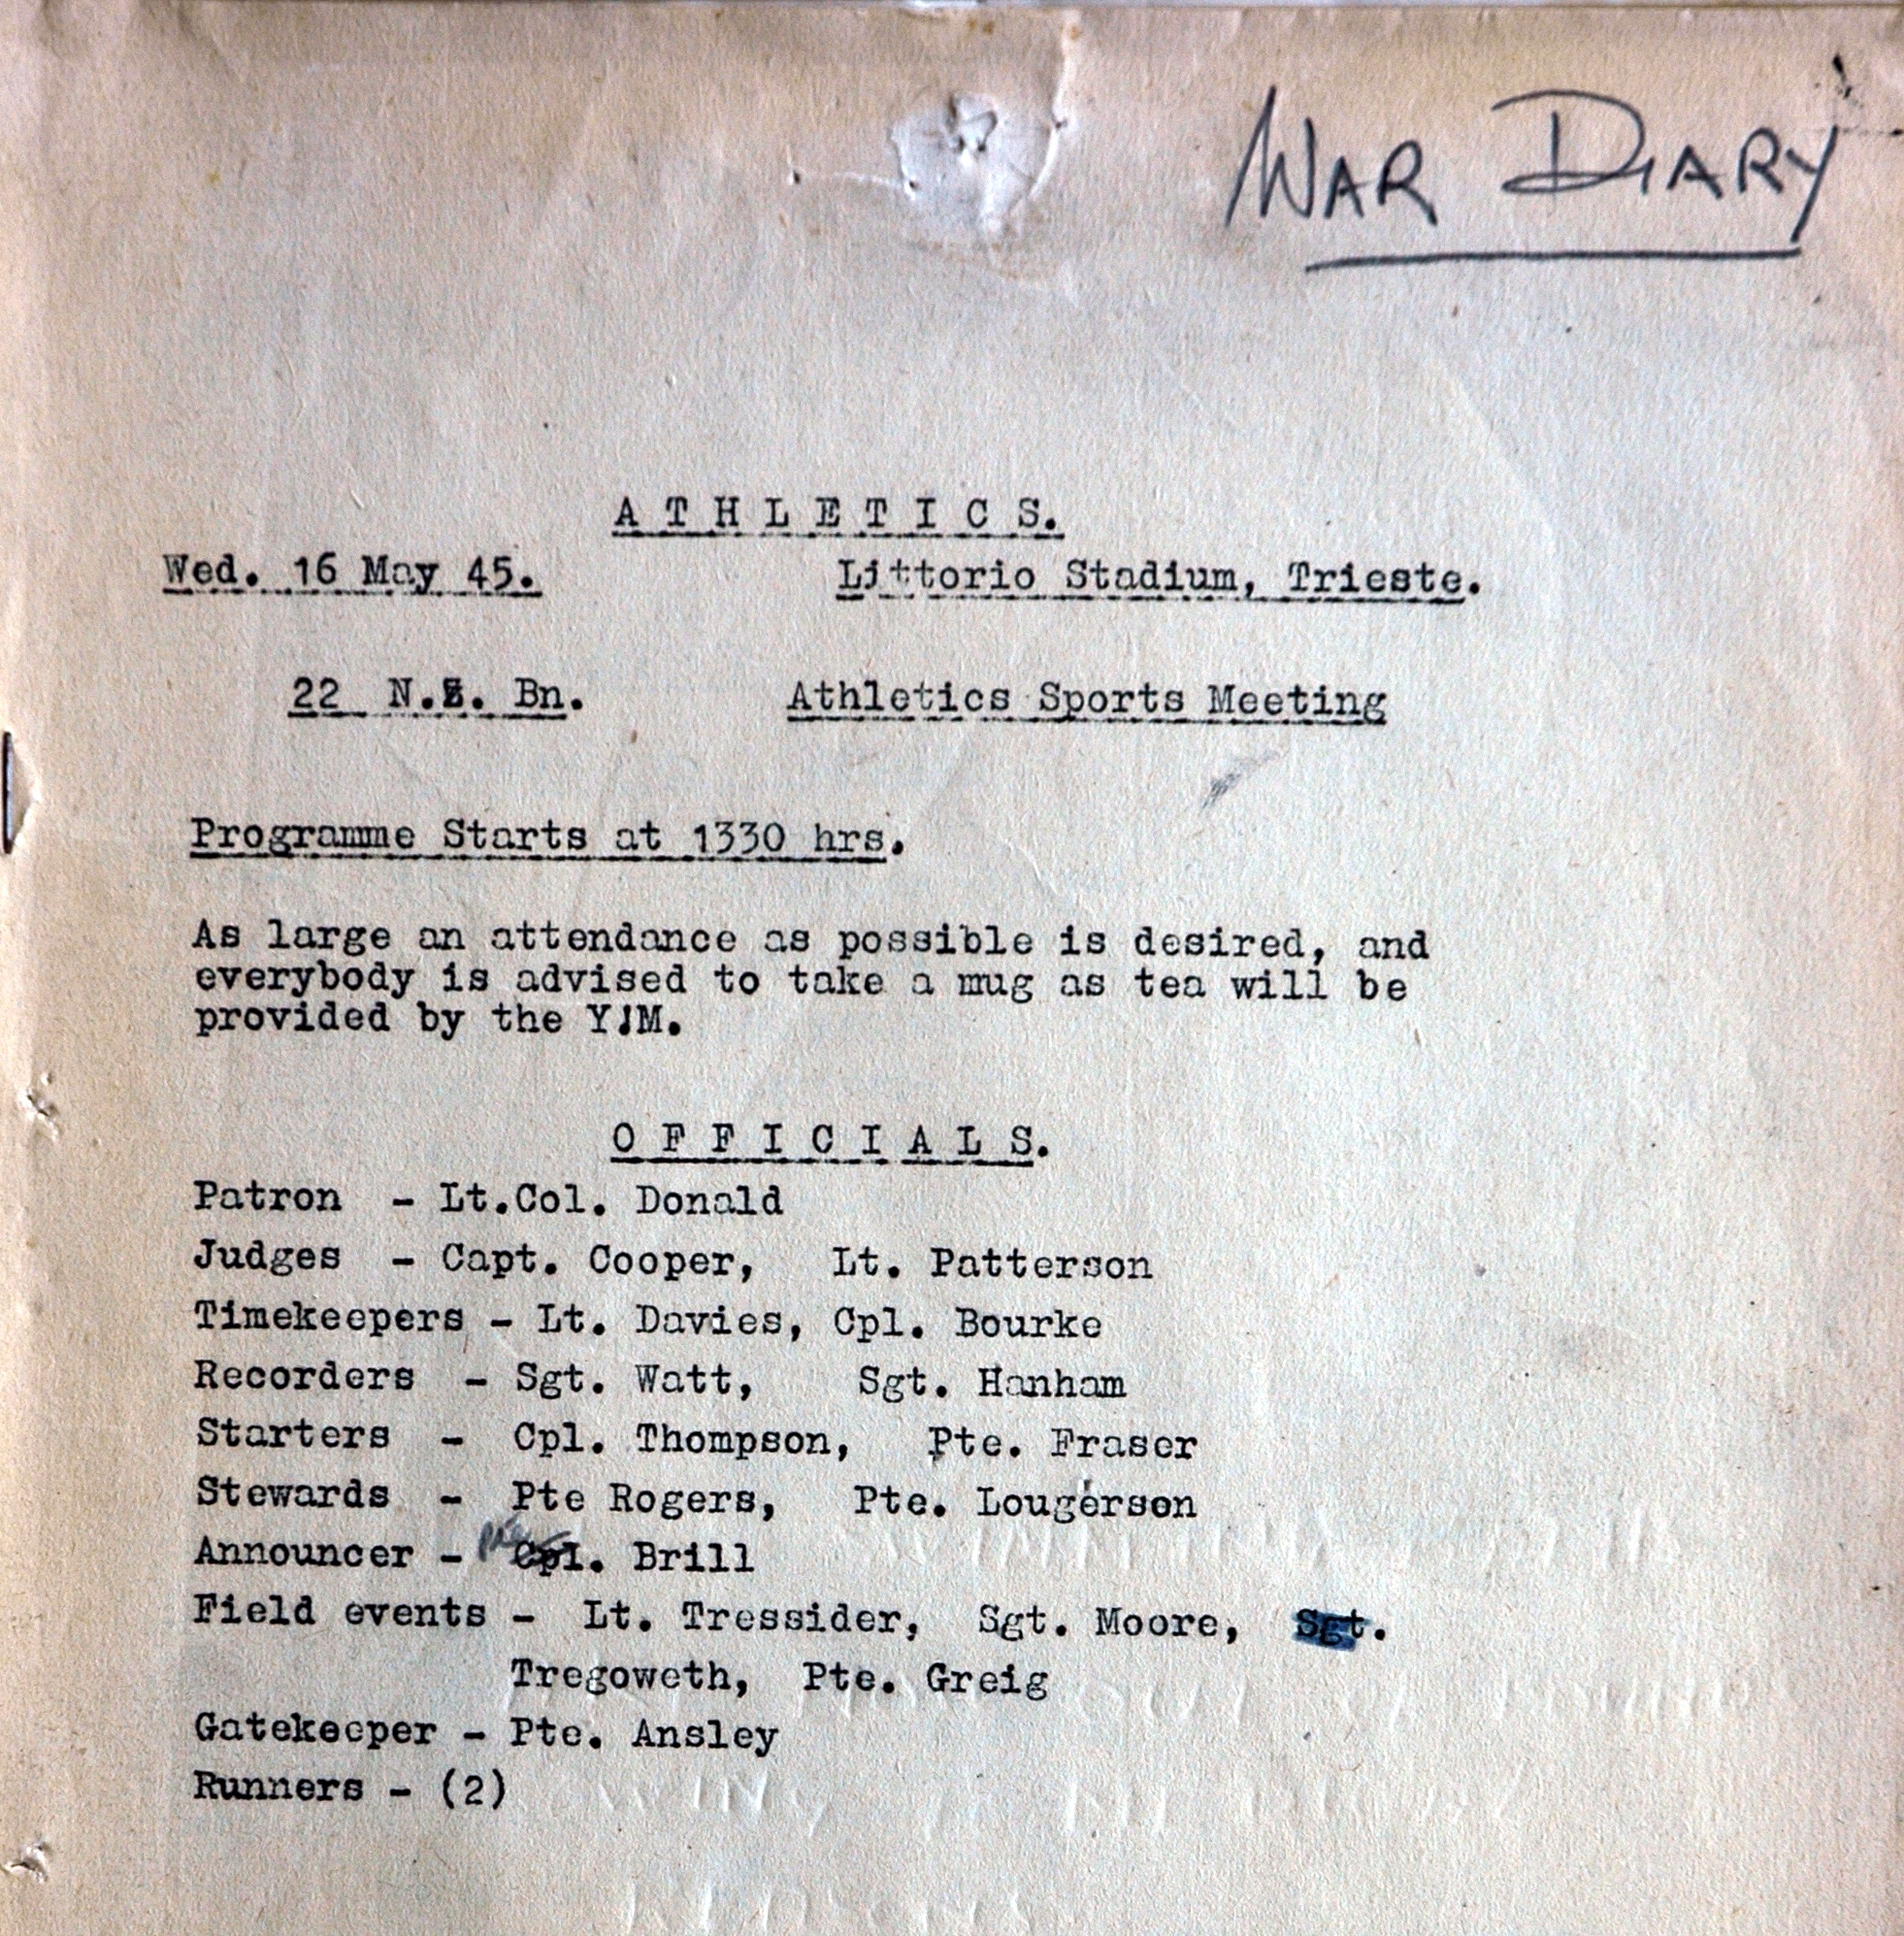 WAR DIARY
A T H L E T I C S.
Wed. 16 May 45. Littorio Stadium, Trieste.
22 N.Z. Bn. Athletics Sports Meeting
Programme Starts at 1330 hrs.
As large an attendance as possible is desired, and
everybody is advised to take a mug as tea will be
provided by the
O F F I C I A L S.
Patron - Lt.Col. Donald
Judges - Capt. Cooper, Lt. Patterson
Timekeepers - Lt. Davies, Cpl. Bourke
Recorders - Sgt. Watt, Sgt. Hanham
Starters - Cpl. Thompson, Pte. Fraser
Stewards - Pte Rogers, Pte. Lougerson
Announcer - Cpl. Brill
Field events - Lt. Tressider, Sgt. Moore, Sgt.
Tregoweth, Pte. Greig
Gatekeeper - Pte. Ansley
Runners - (2)